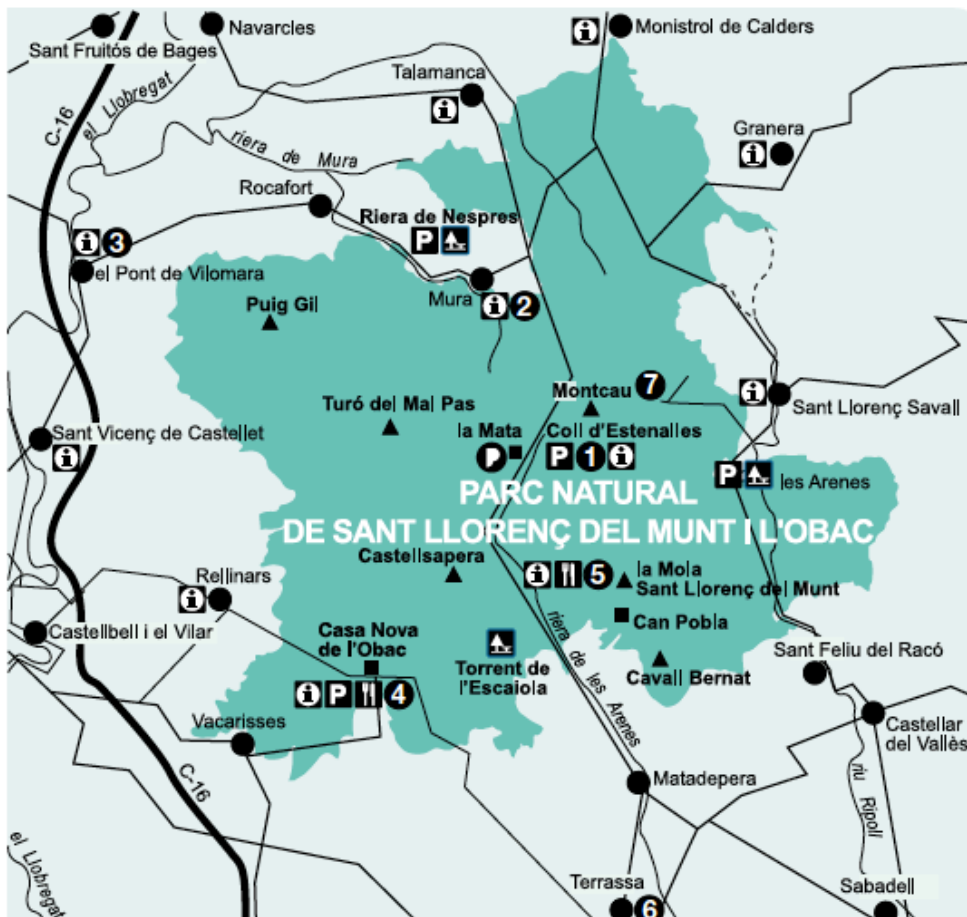 Navarcles
Monistrol de Calders
Sant Fruitós de Bages
Talamanca
el Llobregat
C-16
Granera
riera de Mura
Rocafort
Riera de Nespres
P
3
el Pont de Vilomara
Mura
2
Puig Gil
Montcau 7
Sant Llorenç Savall
Turó del Mal Pas
la Mata
Coll d'Estenalles
P
P 1
Sant Vicenç de Castellet
P
les Arenes
PARC NATURAL
DE SANT LLORENÇ DEL MUNT I L'OBAC
Castellsapera
5
la Mola
Sant Llorenç del Munt
Rellinars
Can Pobla
Castellbell i el Vilar
Casa Nova
de l'Obac
P 4
Torrent de
l'Escaiola
riera de les Arenes
Cavall Bernat
Sant Feliu del Racó
Vacarisses
Castellar
del Vallès
C-16
Matadepera
riu Ripoll
el Llobregat
Terrassa
6
Sabadell